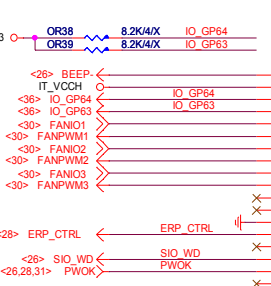 3 OR38 8.2K/4/X IO_GP64
OR39 8.2K/4/X IO_GP63
<26> BEEP-
IT_VCCH
<36> IO_GP64 IO_GP64
<36> IO_GP63 IO_GP63
<30> FANIO1
<30> FANPWM1
<30> FANIO2
<30> FANPWM2
<30> FANIO3
<30> FANPWM3
<28> ERP_CTRL ERP_CTRL
<26> SIO_WD SIO_WD
<26,28,31> PWOK PWOK